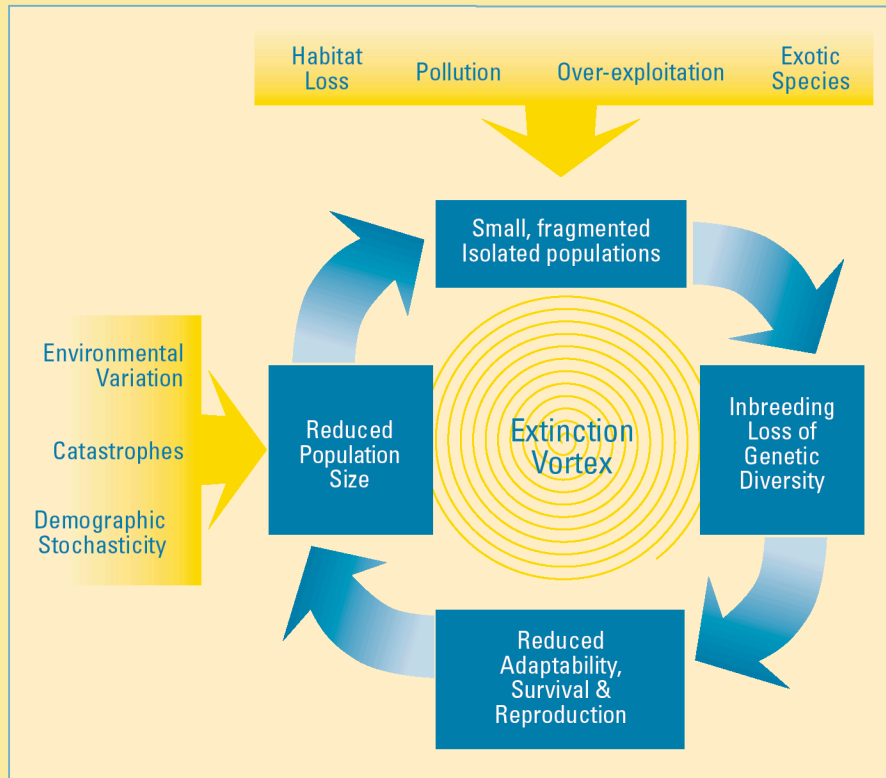 Habitat
Loss
Pollution
Over-exploitation
Exotic
Species
Small, fragmented
Isolated populations
Environmental
Variation
Catastrophes
Demographic
Stochasticity
Reduced
Population
Size
Extinction
Vortex
Inbreeding
Loss of
Genetic
Diversity
Reduced
Adaptability,
Survival &
Reproduction